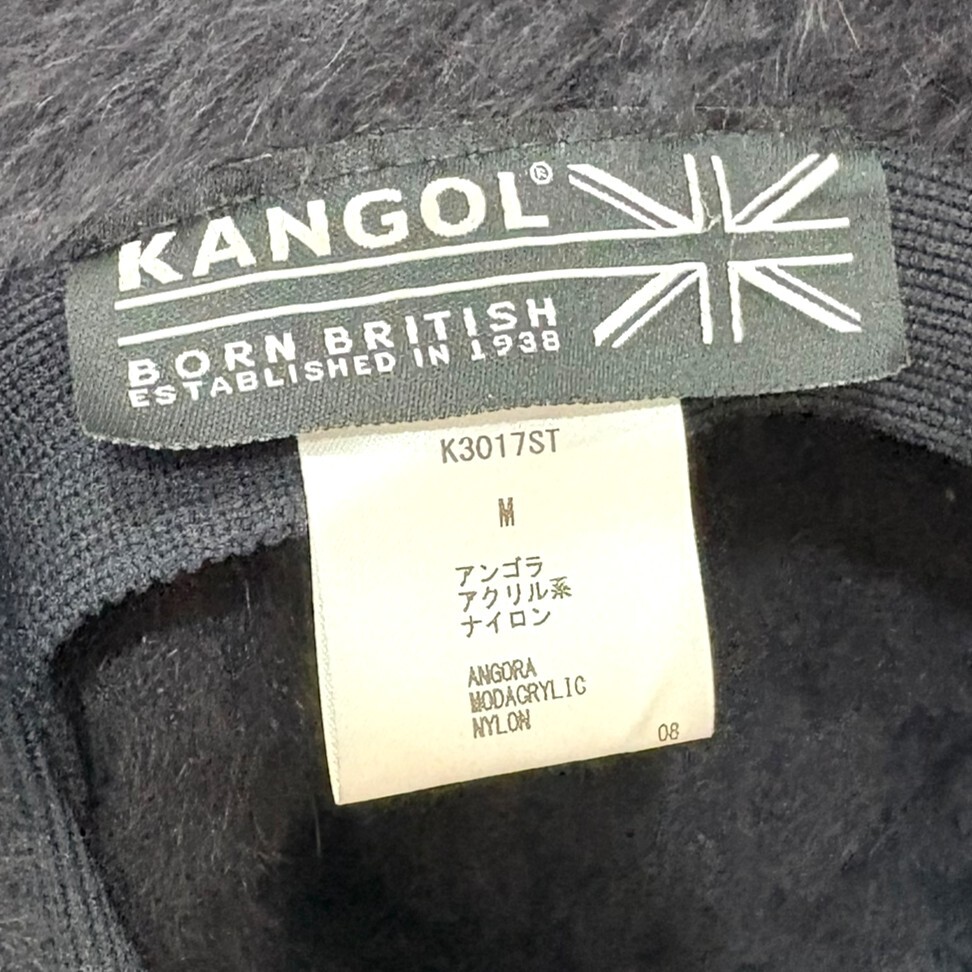 KANGOL®
BORN BRITISH
ESTABLISHED IN 1938
K3017ST
M
アンゴラ
アクリル系
ナイロン
ANGORA
MODACRYLIC
NYLON
08